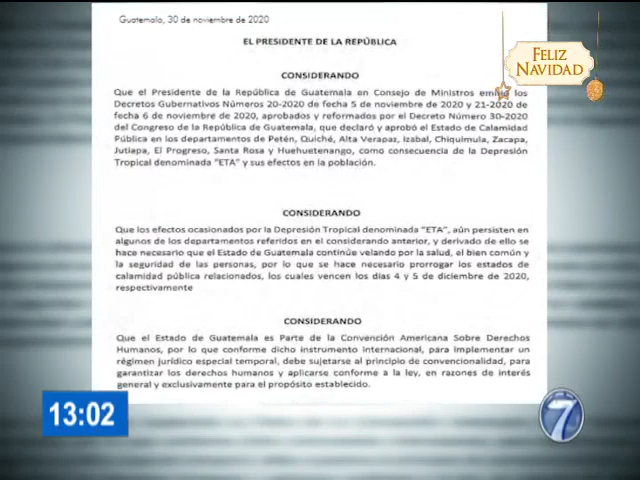 Guatemala, 30 de noviembre de 2020
FELIZ
NAVIDAD
EL PRESIDENTE DE LA REPÚBLICA
CONSIDERANDO
Que el Presidente de la República de Guatemala en Consejo de Ministros emitió los
Decretos Gubernativos Números 20-2020 de fecha 5 de noviembre de 2020 y 21-2020 de
fecha 6 de noviembre de 2020, aprobados y reformados por el Decreto Número 30-2020
del Congreso de la República de Guatemala, que declaró y aprobó el Estado de Calamidad
Pública en los departamentos de Petén, Quiché, Alta Verapaz, Izabal, Chiquimula, Zacapa,
Jutiapa, El Progreso, Santa Rosa y Huehuetenango, como consecuencia de la Depresión
Tropical denominada "ETA" y sus efectos en la población.
CONSIDERANDO
Que los efectos ocasionados por la Depresión Tropical denominada "ETA", aún persisten en
algunos de los departamentos referidos en el considerando anterior, y derivado de ello se
hace necesario que el Estado de Guatemala continúe velando por la salud, el bien común y
la seguridad de las personas, por lo que se hace necesario prorrogar los estados de
calamidad pública relacionados, los cuales vencen los días 4 y 5 de diciembre de 2020,
respectivamente
CONSIDERANDO
Que el Estado de Guatemala es Parte de la Convención Americana Sobre Derechos
Humanos, por lo que conforme dicho instrumento internacional, para implementar un
régimen jurídico especial temporal, debe sujetarse al principio de convencionalidad, para
garantizar los derechos humanos y aplicarse conforme a la ley, en razones de interés
general y exclusivamente para el propósito establecido.
13:02
7